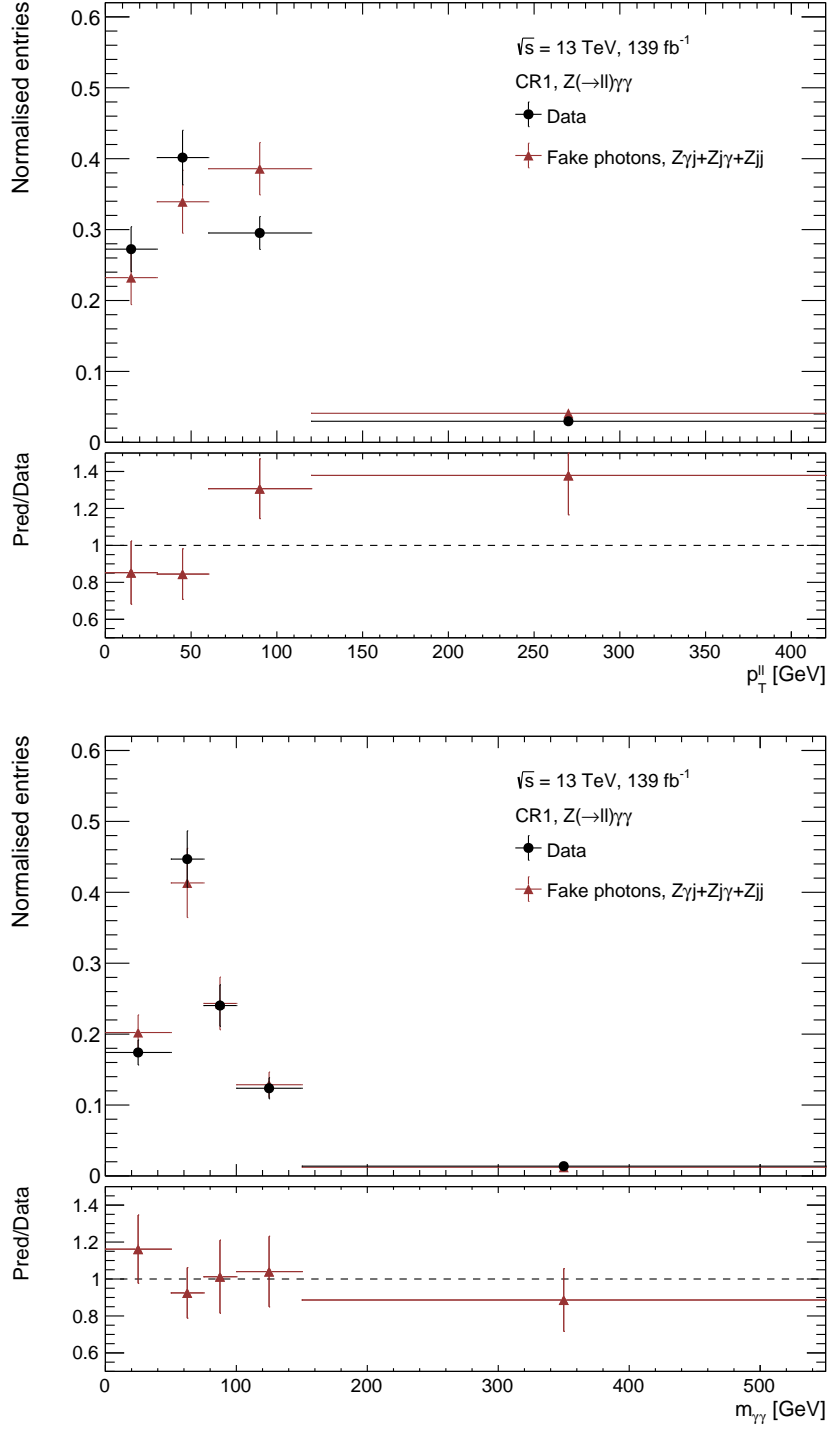 Normalised entries
0.6
0.5
0.4
0.3
0.2
0.1
0
√s = 13 TeV, 139 fb⁻¹
CR1, Z(→ll)γγ
Data
Fake photons, Zγj+Zjγ+Zjj
Pred/Data
1.4
1.2
1
0.8
0.6
0 50 100 150 200 250 300 350 400
p_T^ll [GeV]
Normalised entries
0.6
0.5
0.4
0.3
0.2
0.1
0
√s = 13 TeV, 139 fb⁻¹
CR1, Z(→ll)γγ
Data
Fake photons, Zγj+Zjγ+Zjj
Pred/Data
1.4
1.2
1
0.8
0.6
0 100 200 300 400 500
m_γγ [GeV]